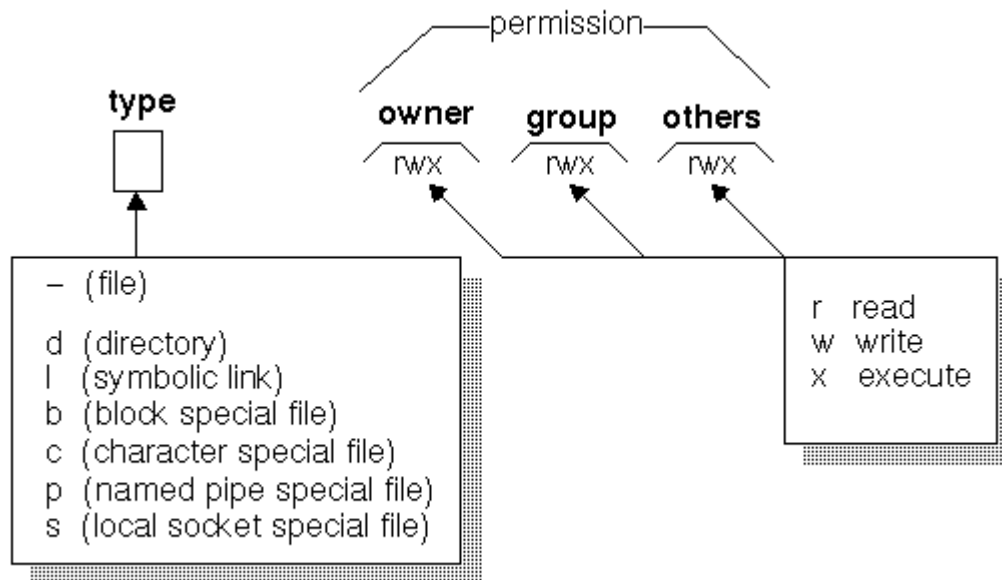 permission
type
owner group others
rwx rwx rwx
– (file)
d (directory)
l (symbolic link)
b (block special file)
c (character special file)
p (named pipe special file)
s (local socket special file)
r read
w write
x execute